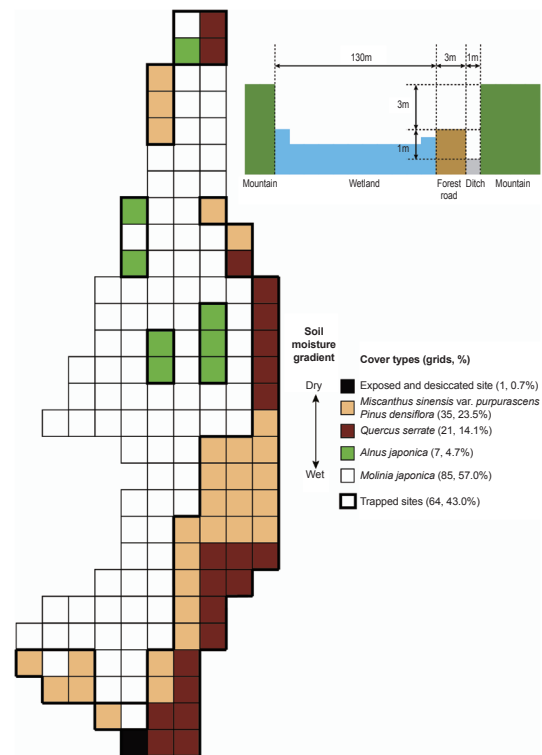 130m
3m
1m
3m
1m
Mountain
Wetland
Forest road
Ditch
Mountain
Soil
moisture
gradient
Cover types (grids, %)
Dry
Exposed and desiccated site (1, 0.7%)
Miscanthus sinensis var. purpurascens
Pinus densiflora (35, 23.5%)
Quercus serrate (21, 14.1%)
Alnus japonica (7, 4.7%)
Wet
Molinia japonica (85, 57.0%)
Trapped sites (64, 43.0%)